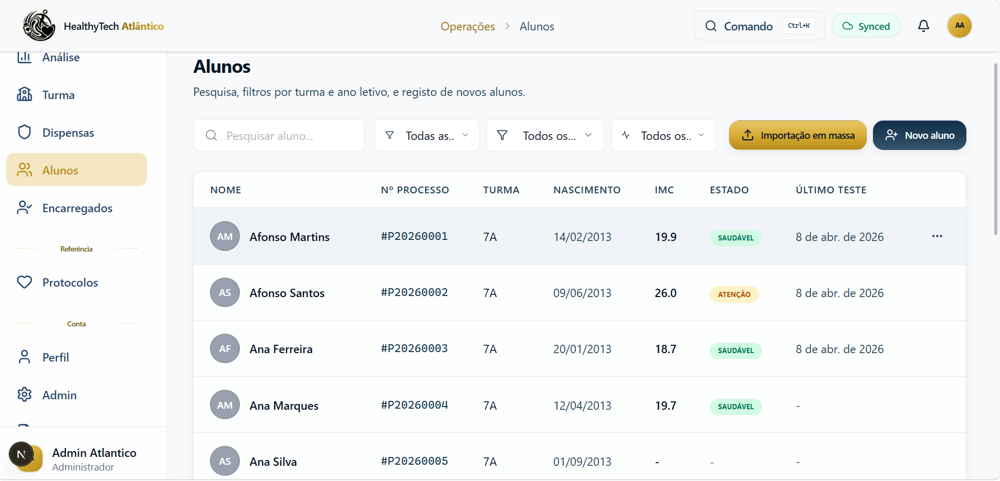 HealthyTech Atlântico
Operações > Alunos
Comando Ctrl+K
Synced
AA
Análise
Turma
Dispensas
Alunos
Encarregados
Referência
Protocolos
Conta
Perfil
Admin
N
Admin Atlantico
Administrador
Alunos
Pesquisa, filtros por turma e ano letivo, e registo de novos alunos.
Pesquisar aluno...
Todas as..
Todos os...
Todos os..
Importação em massa
Novo aluno
NOME Nº PROCESSO TURMA NASCIMENTO IMC ESTADO ÚLTIMO TESTE
AM Afonso Martins #P20260001 7A 14/02/2013 19.9 SAUDÁVEL 8 de abr. de 2026 ...
AS Afonso Santos #P20260002 7A 09/06/2013 26.0 ATENÇÃO 8 de abr. de 2026
AF Ana Ferreira #P20260003 7A 20/01/2013 18.7 SAUDÁVEL 8 de abr. de 2026
AM Ana Marques #P20260004 7A 12/04/2013 19.7 SAUDÁVEL -
AS Ana Silva #P20260005 7A 01/09/2013 - - -